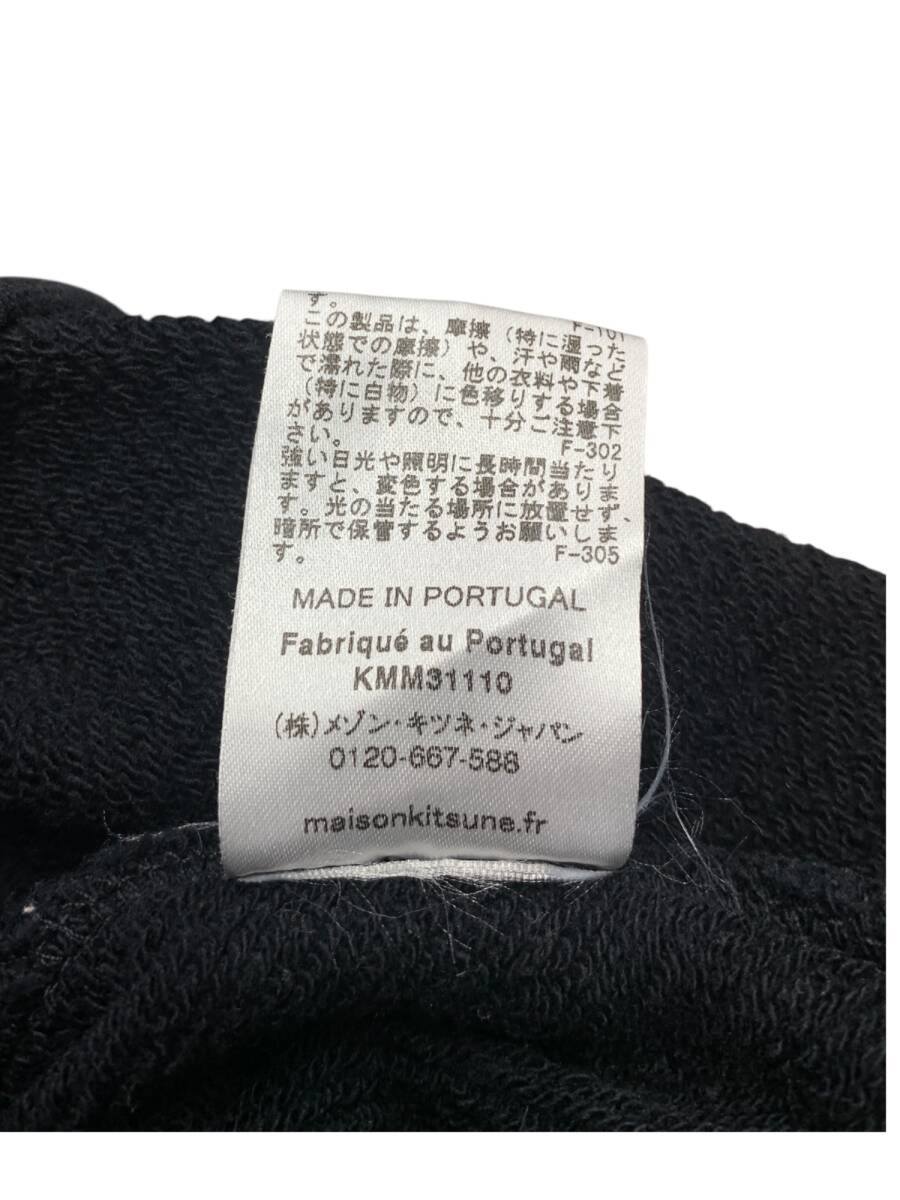 す。
F-101
この製品は、摩擦（特に湿った
状態での摩擦）や、汗や雨など
で濡れた際に、他の衣料や下着
（特に白物）に色移りする場合
がありますので、十分ご注意下
さい。
F-302
強い日光や照明に長時間当たり
ますと、変色する場合がありま
す。光の当たる場所に放置せず、
暗所で保管するようお願いしま
す。
F-305
MADE IN PORTUGAL
Fabriqué au Portugal
KMM31110
（株）メゾン・キツネ・ジャパン
0120-667-588
maisonkitsune.fr